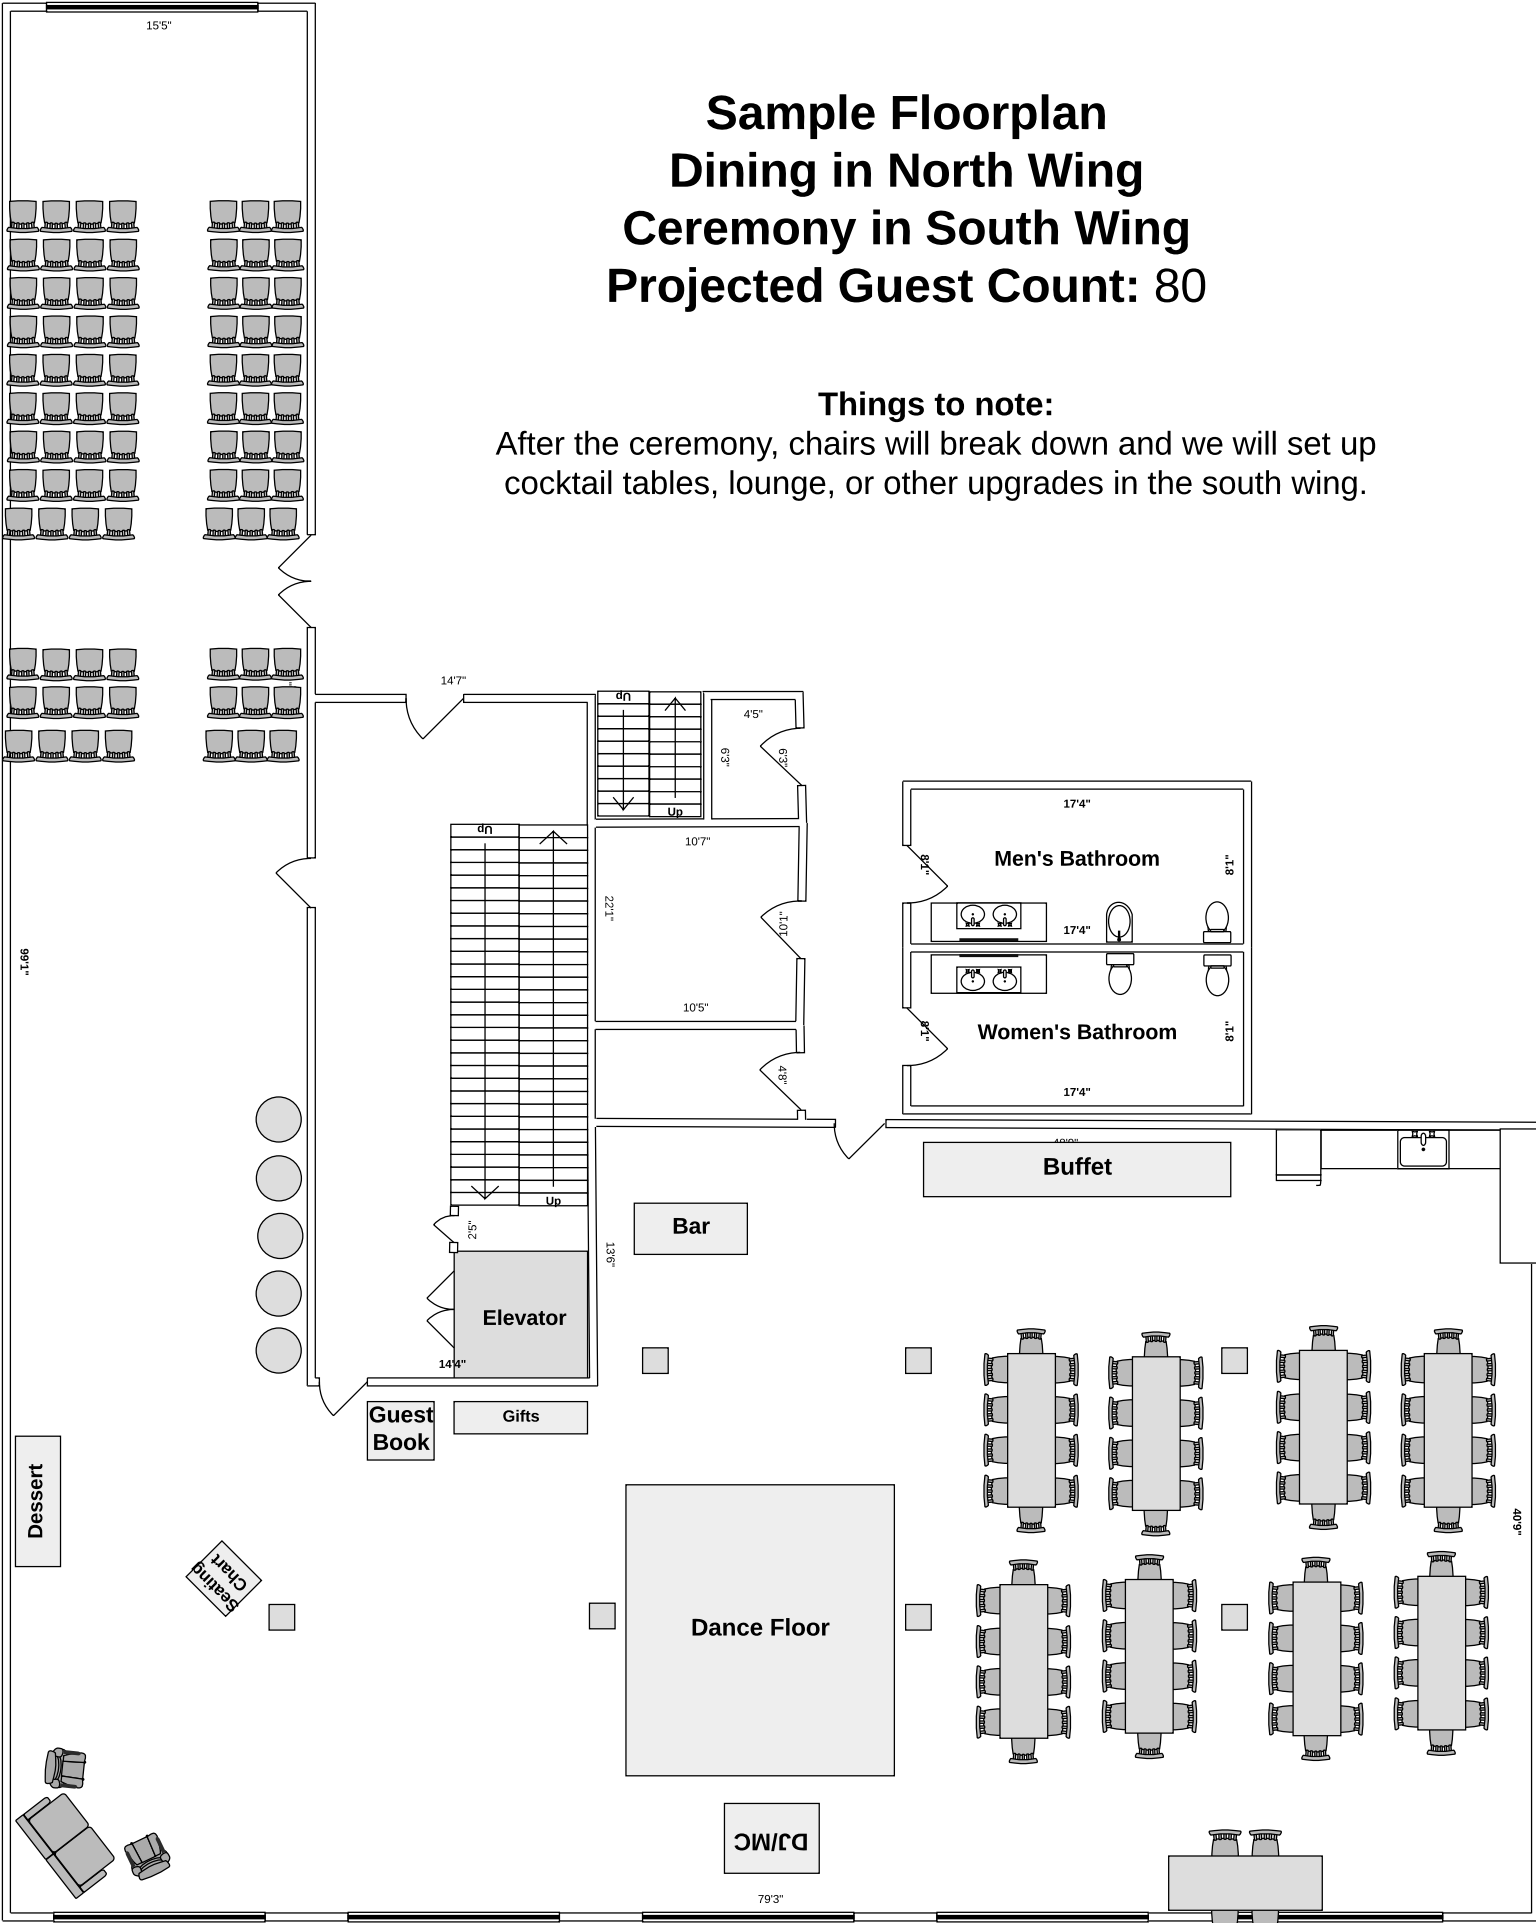 15'5"
Sample Floorplan
Dining in North Wing
Ceremony in South Wing
Projected Guest Count: 80
Things to note:
After the ceremony, chairs will break down and we will set up
cocktail tables, lounge, or other upgrades in the south wing.
14'7"
Up
4'5"
6'3"
6'3"
Up
17'4"
Up
10'7"
Men's Bathroom
8'1"
8'1"
22'1"
10'1"
17'4"
99'1"
10'5"
Women's Bathroom
8'1"
8'1"
4'8"
17'4"
Buffet
Up
Bar
2'5"
13'6"
Elevator
14'4"
Guest
Book
Gifts
Dessert
40'9"
Seating
Chart
Dance Floor
DJ/MC
79'3"